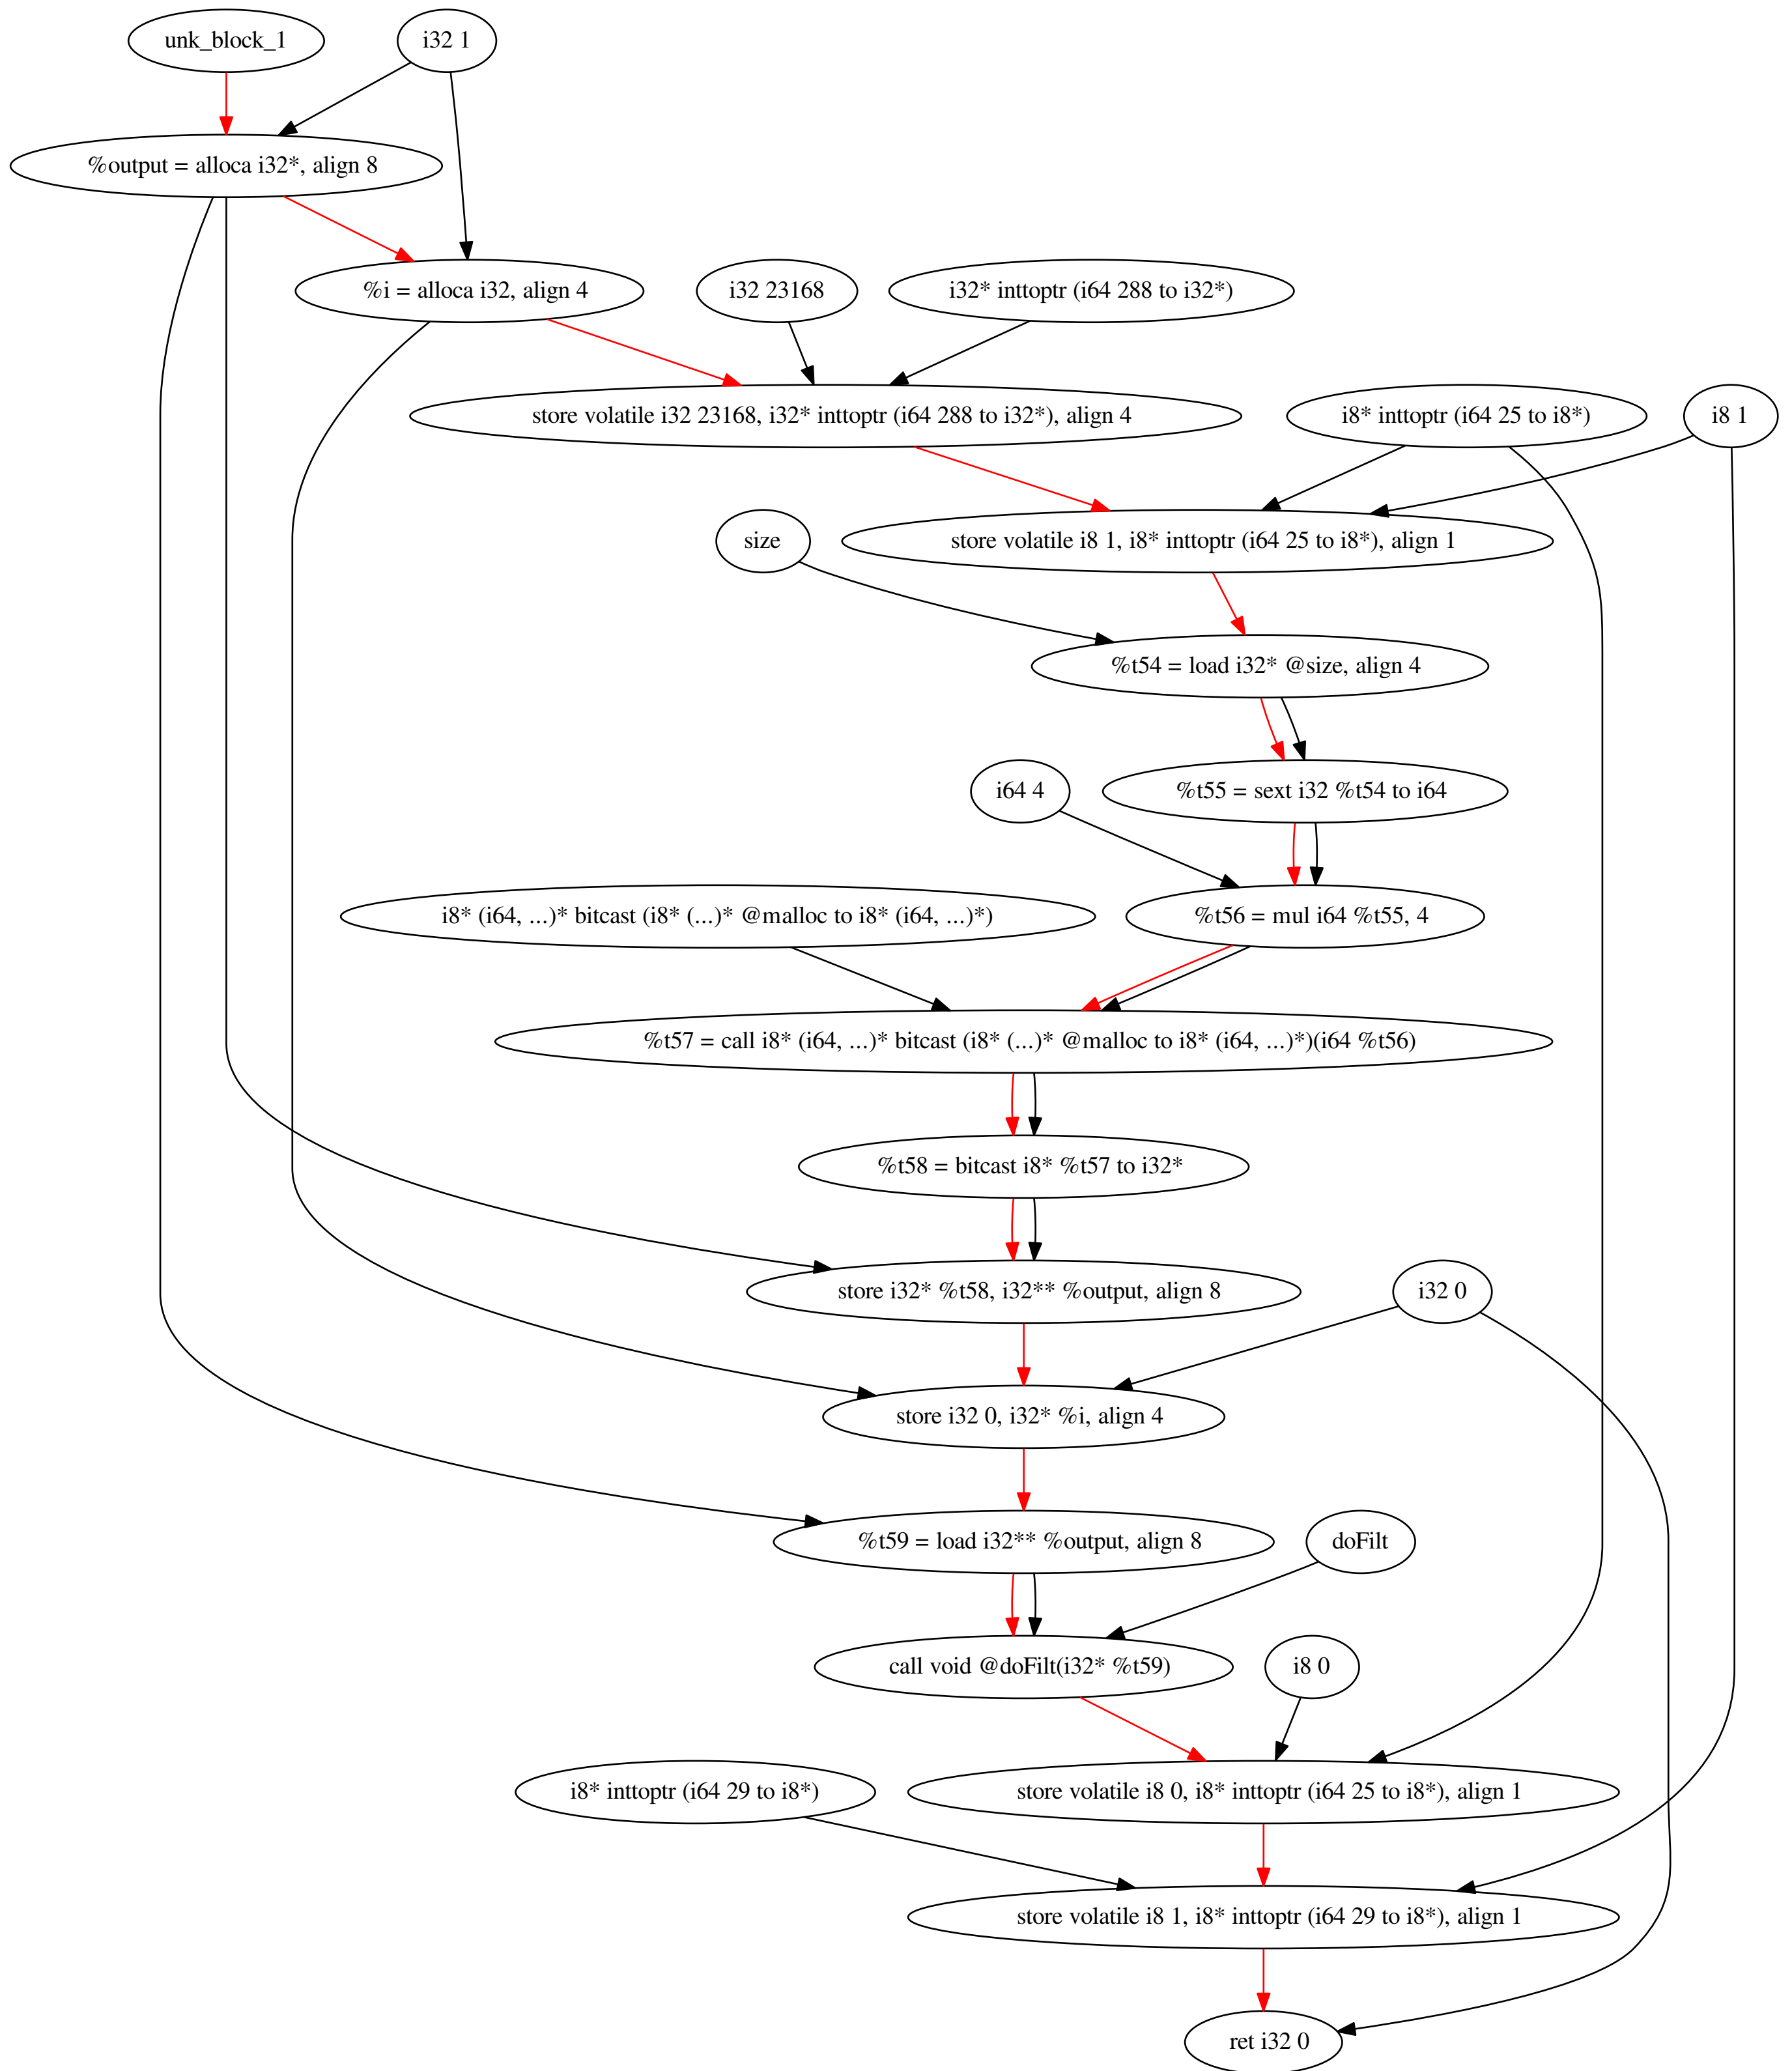 unk_block_1
i32 1
%output = alloca i32*, align 8
%i = alloca i32, align 4
i32 23168
i32* inttoptr (i64 288 to i32*)
store volatile i32 23168, i32* inttoptr (i64 288 to i32*), align 4
i8* inttoptr (i64 25 to i8*)
i8 1
size
store volatile i8 1, i8* inttoptr (i64 25 to i8*), align 1
%t54 = load i32* @size, align 4
i64 4
%t55 = sext i32 %t54 to i64
i8* (i64, ...)* bitcast (i8* (...)* @malloc to i8* (i64, ...)*)
%t56 = mul i64 %t55, 4
%t57 = call i8* (i64, ...)* bitcast (i8* (...)* @malloc to i8* (i64, ...)*)(i64 %t56)
%t58 = bitcast i8* %t57 to i32*
store i32* %t58, i32** %output, align 8
i32 0
store i32 0, i32* %i, align 4
%t59 = load i32** %output, align 8
doFilt
call void @doFilt(i32* %t59)
i8 0
i8* inttoptr (i64 29 to i8*)
store volatile i8 0, i8* inttoptr (i64 25 to i8*), align 1
store volatile i8 1, i8* inttoptr (i64 29 to i8*), align 1
ret i32 0